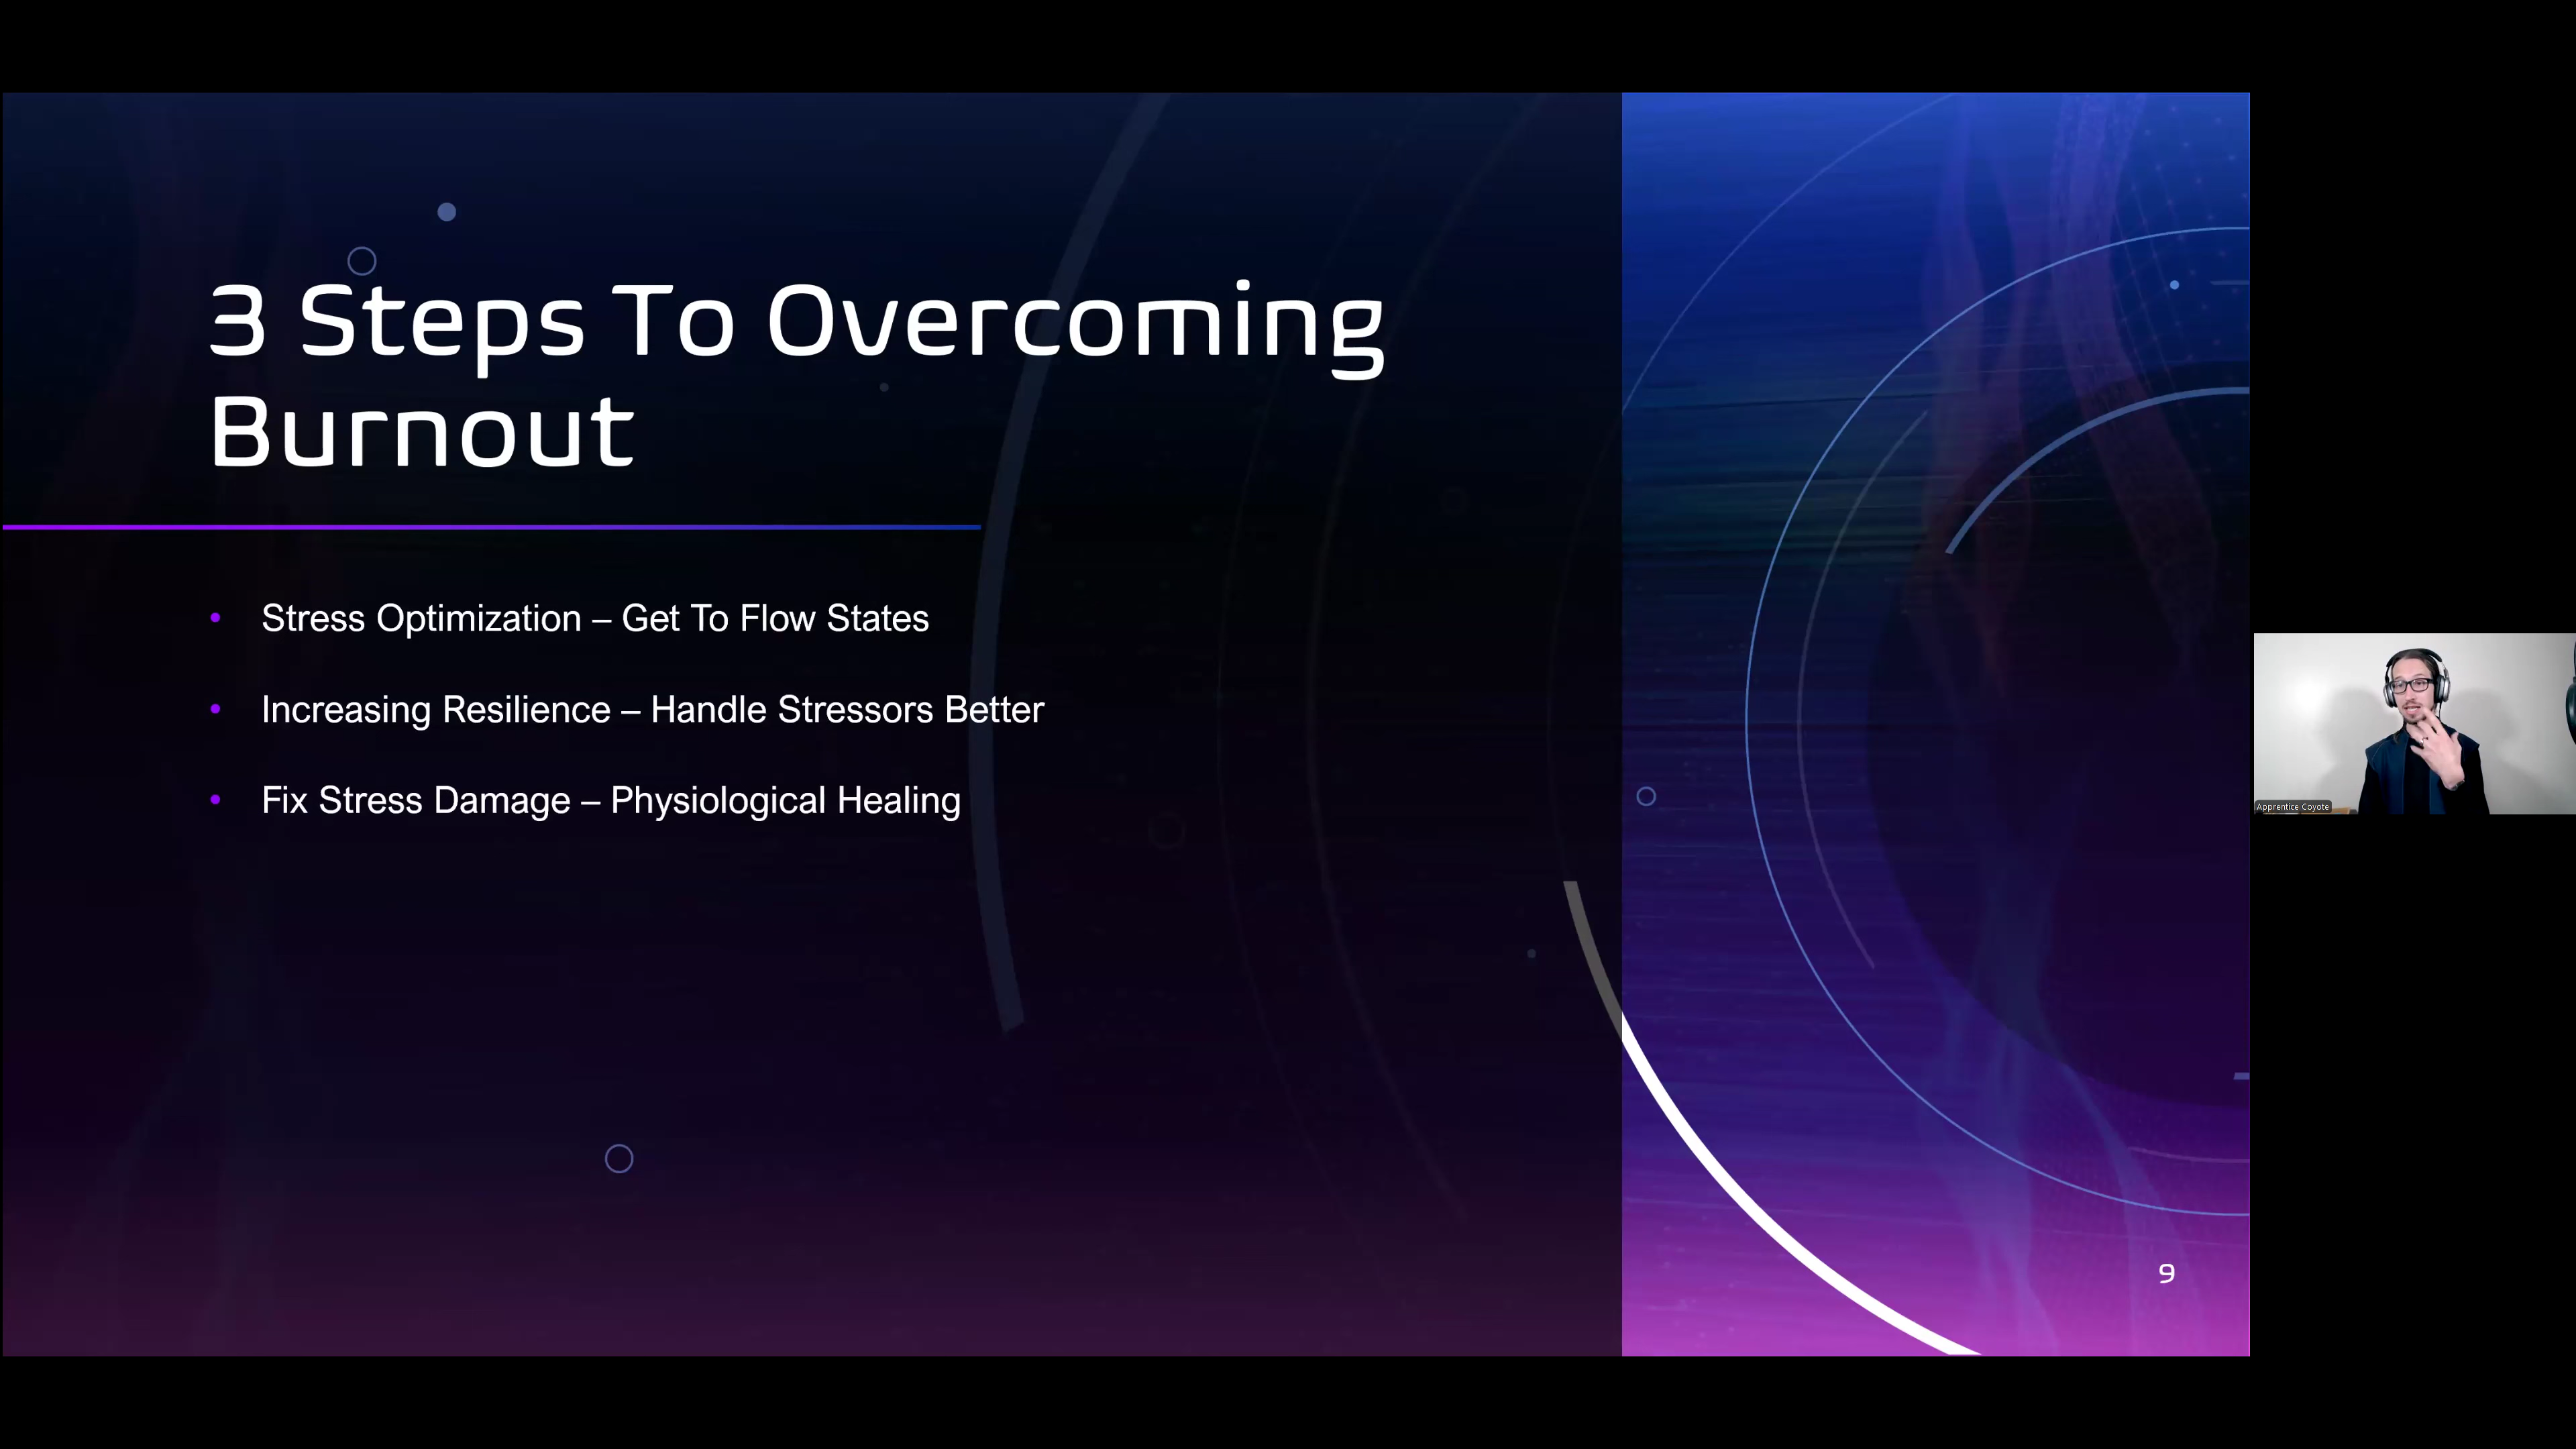 3 Steps To Overcoming
Burnout
• Stress Optimization – Get To Flow States
• Increasing Resilience – Handle Stressors Better
• Fix Stress Damage – Physiological Healing
Apprentice Coyote
9